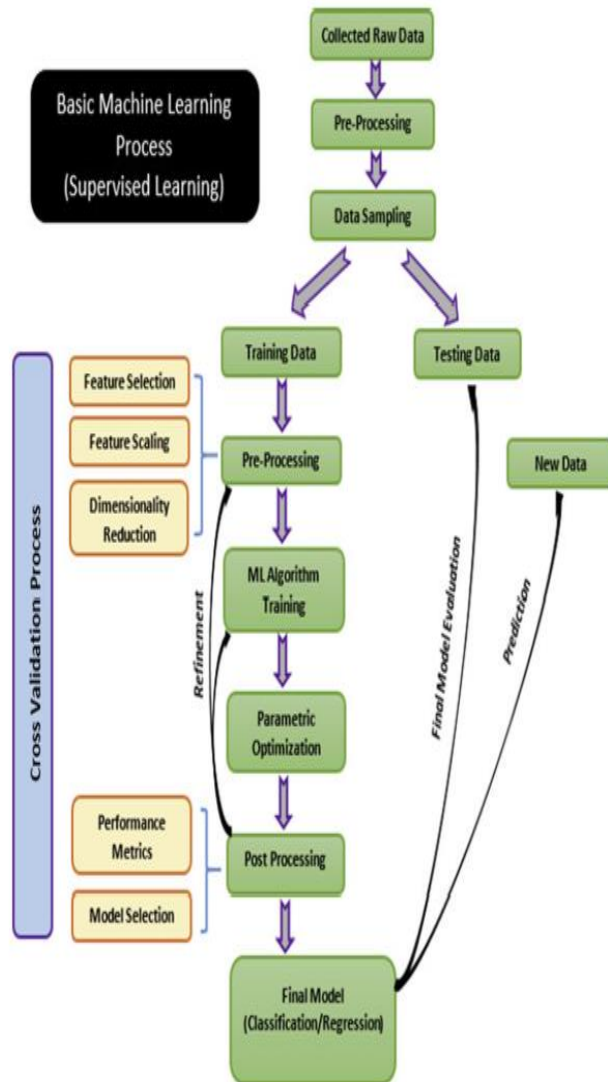 Collected Raw Data
Basic Machine Learning
Process
(Supervised Learning)
Pre-Processing
Data Sampling
Training Data
Testing Data
Feature Selection
Feature Scaling
Dimensionality
Reduction
Pre-Processing
New Data
ML Algorithm
Training
Refinement
Cross Validation Process
Final Model Evaluation
Prediction
Parametric
Optimization
Performance
Metrics
Post Processing
Model Selection
Final Model
(Classification/Regression)